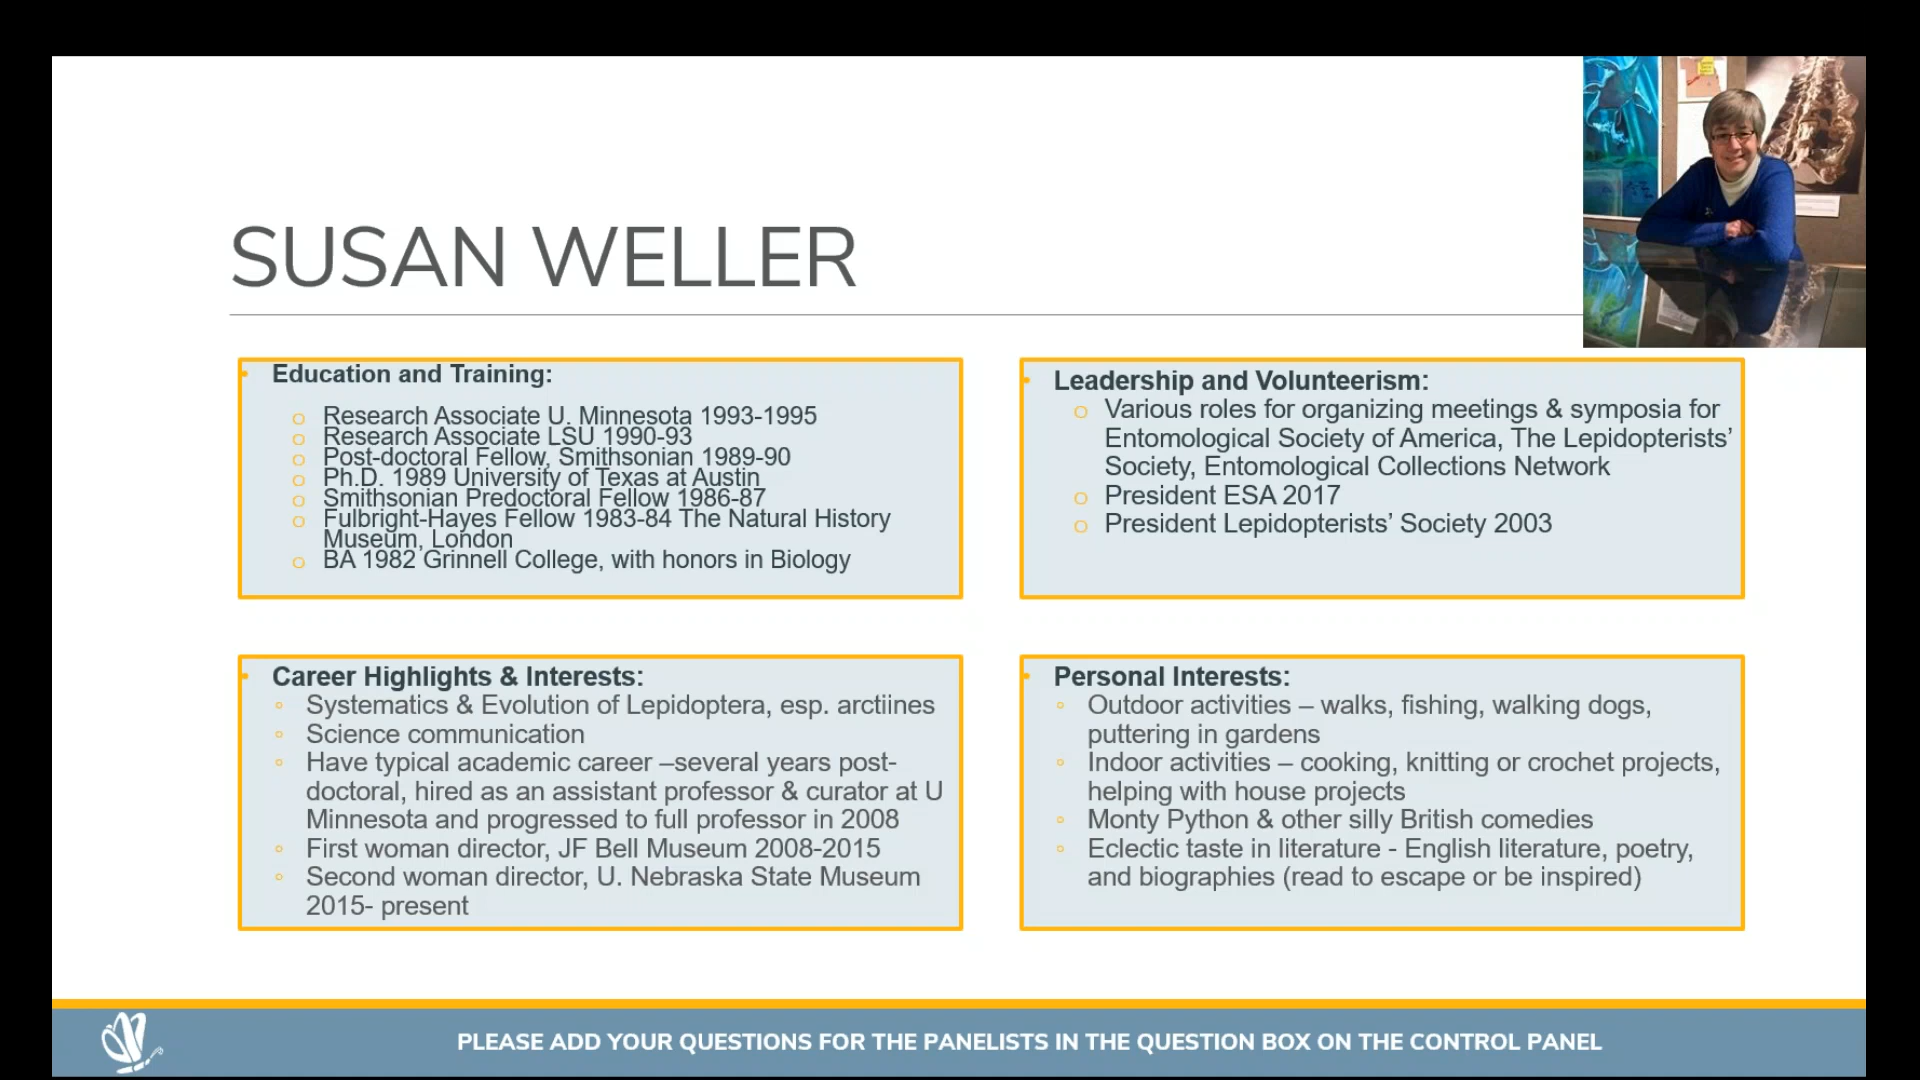 SUSAN WELLER
Education and Training:
Research Associate U. Minnesota 1993-1995
Research Associate LSU 1990-93
Post-doctoral Fellow, Smithsonian 1989-90
Ph.D. 1989 University of Texas at Austin
Smithsonian Predoctoral Fellow 1986-87
Fulbright-Hayes Fellow 1983-84 The Natural History
Museum, London
BA 1982 Grinnell College, with honors in Biology
Leadership and Volunteerism:
Various roles for organizing meetings & symposia for
Entomological Society of America, The Lepidopterists’
Society, Entomological Collections Network
President ESA 2017
President Lepidopterists’ Society 2003
Career Highlights & Interests:
Systematics & Evolution of Lepidoptera, esp. arctiines
Science communication
Have typical academic career –several years post-
doctoral, hired as an assistant professor & curator at U
Minnesota and progressed to full professor in 2008
First woman director, JF Bell Museum 2008-2015
Second woman director, U. Nebraska State Museum
2015- present
Personal Interests:
Outdoor activities – walks, fishing, walking dogs,
puttering in gardens
Indoor activities – cooking, knitting or crochet projects,
helping with house projects
Monty Python & other silly British comedies
Eclectic taste in literature - English literature, poetry,
and biographies (read to escape or be inspired)
PLEASE ADD YOUR QUESTIONS FOR THE PANELISTS IN THE QUESTION BOX ON THE CONTROL PANEL